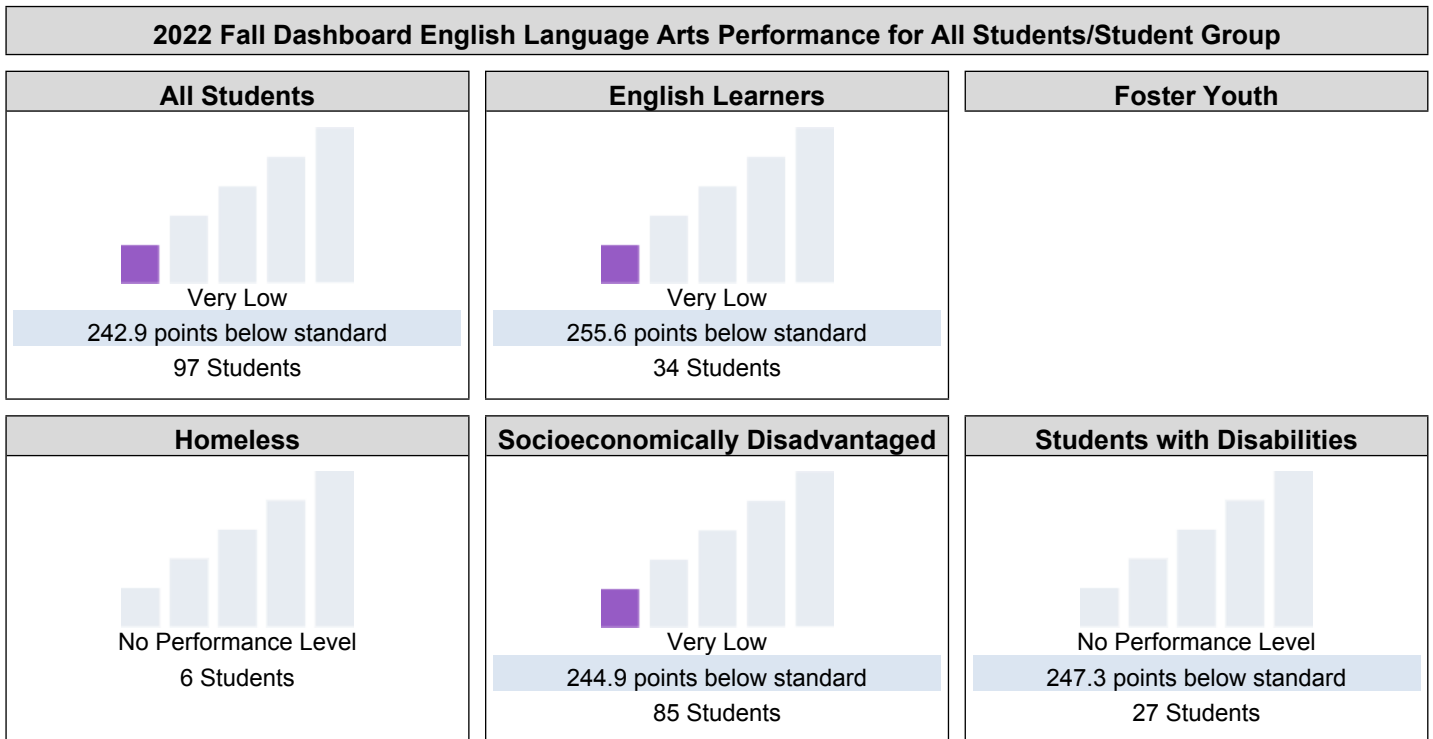 2022 Fall Dashboard English Language Arts Performance for All Students/Student Group
All Students
Very Low
242.9 points below standard
97 Students
English Learners
Very Low
255.6 points below standard
34 Students
Foster Youth
Homeless
No Performance Level
6 Students
Socioeconomically Disadvantaged
Very Low
244.9 points below standard
85 Students
Students with Disabilities
No Performance Level
247.3 points below standard
27 Students